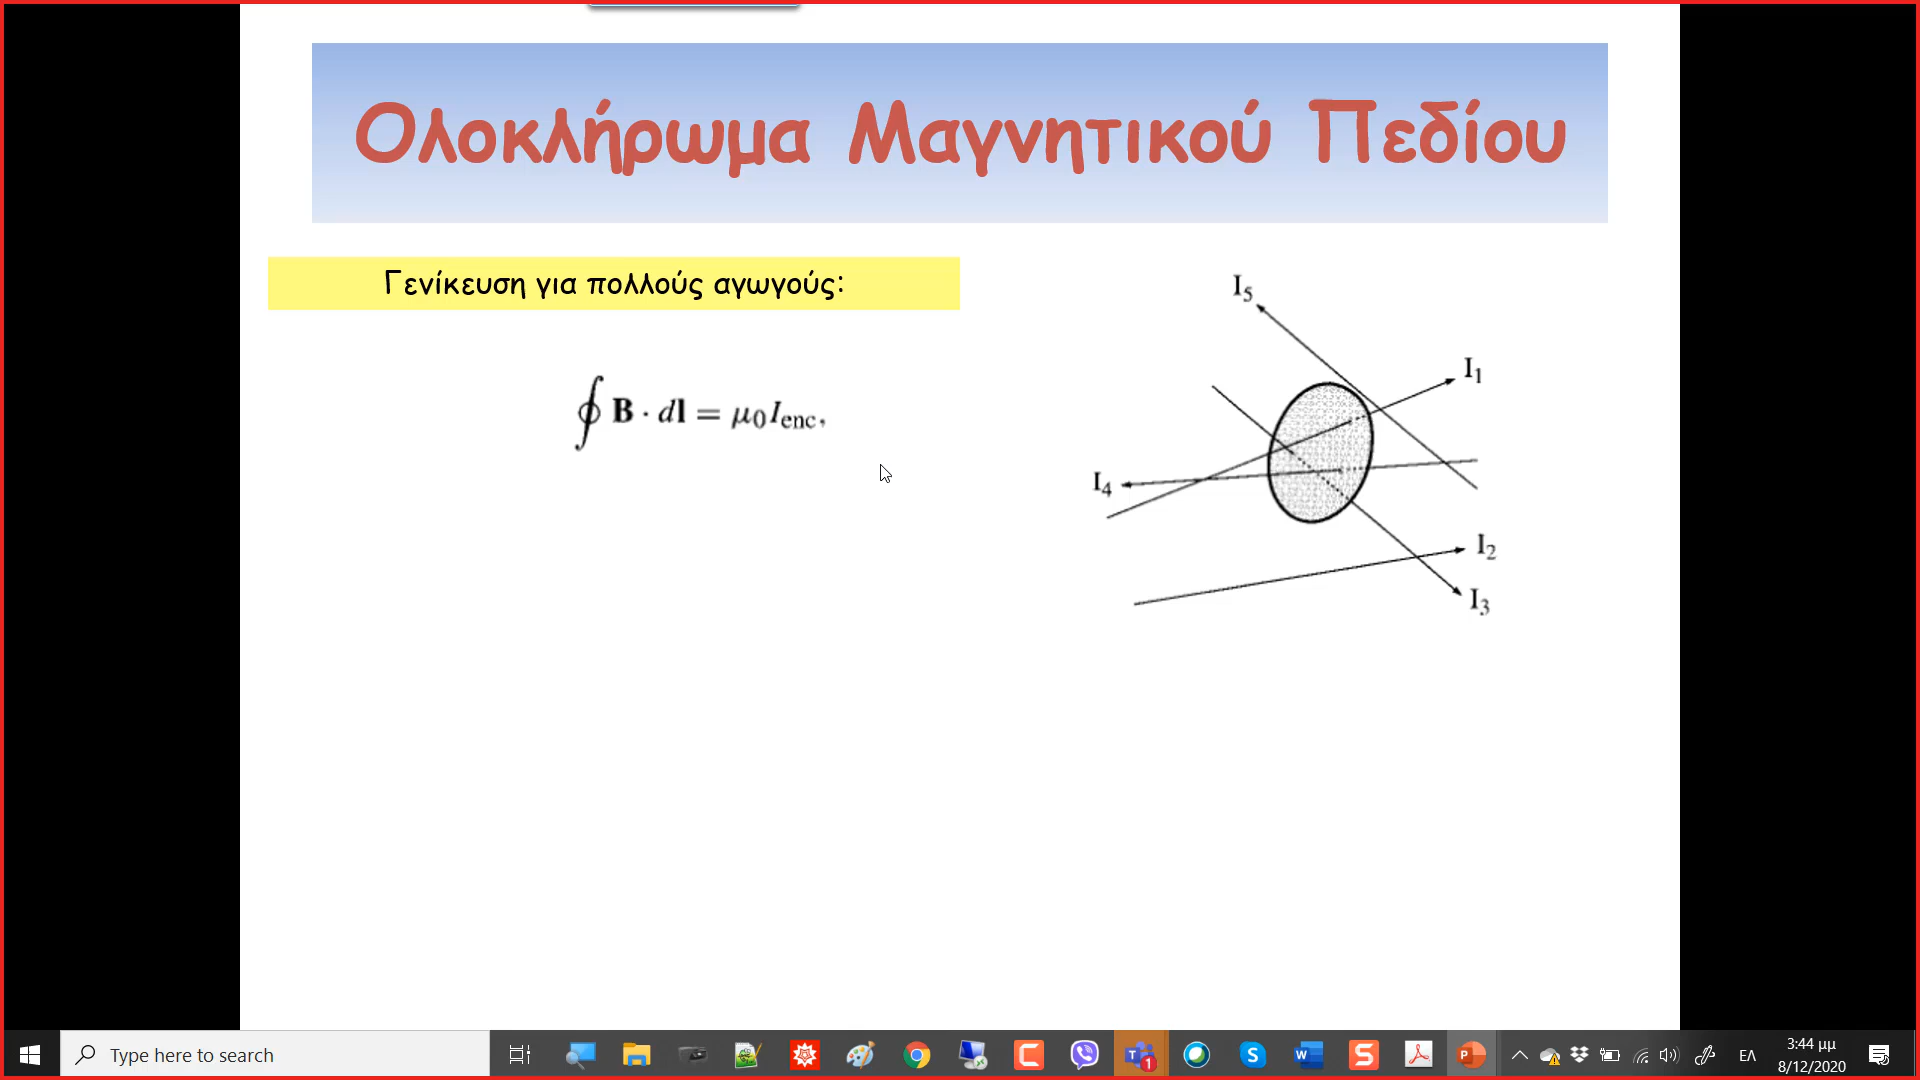 Ολοκλήρωμα Μαγνητικού Πεδίου
Γενίκευση για πολλούς αγωγούς:
∮ B · dl = μ₀I_enc,
I₅
I₁
I₄
I₂
I₃
Type here to search
ΕΛ
3:44 μμ
8/12/2020